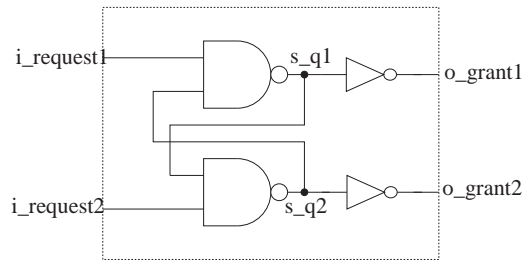 i_request1
s_q1
o_grant1
i_request2
s_q2
o_grant2